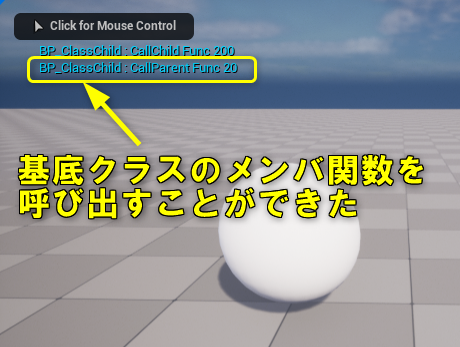 Click for Mouse Control
BP_ClassChild : CallChild Func 200
BP_ClassChild : CallParent Func 20
基底クラスのメンバ関数を
呼び出すことができた